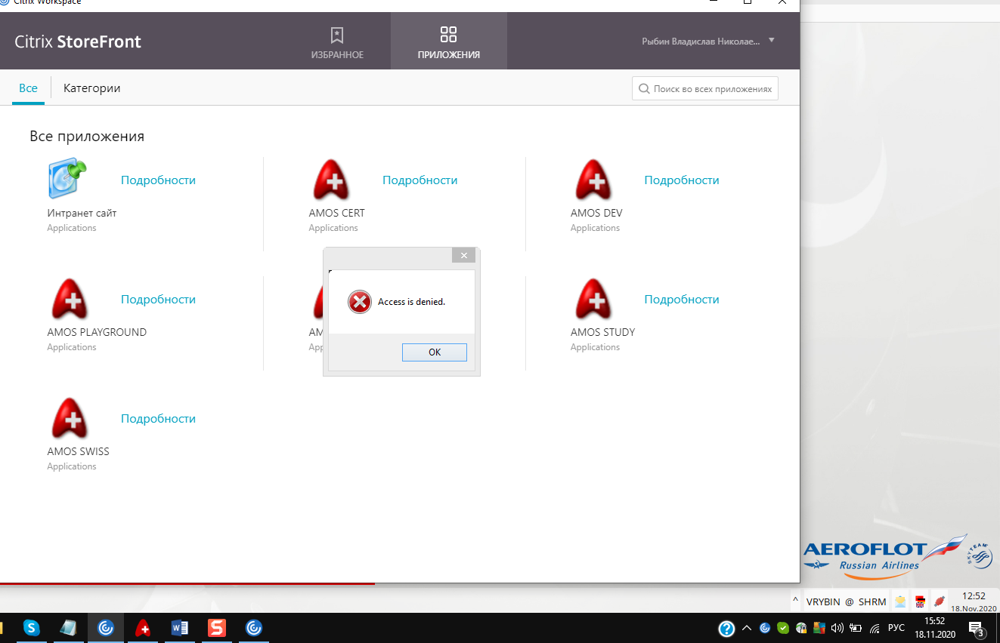 Citrix Workspace
Citrix StoreFront
ИЗБРАННОЕ
ПРИЛОЖЕНИЯ
Рыбин Владислав Николае...
Все
Категории
Поиск во всех приложениях
Все приложения
Подробности
Интранет сайт
Applications
Подробности
AMOS CERT
Applications
Подробности
AMOS DEV
Applications
Подробности
AMOS PLAYGROUND
Applications
AM
App
Подробности
AMOS STUDY
Applications
Access is denied.
OK
Подробности
AMOS SWISS
Applications
AEROFLOT
Russian Airlines
SKYTEAM
VRYBIN @ SHRM
12:52
18.Nov.2020
РУС
15:52
18.11.2020
3